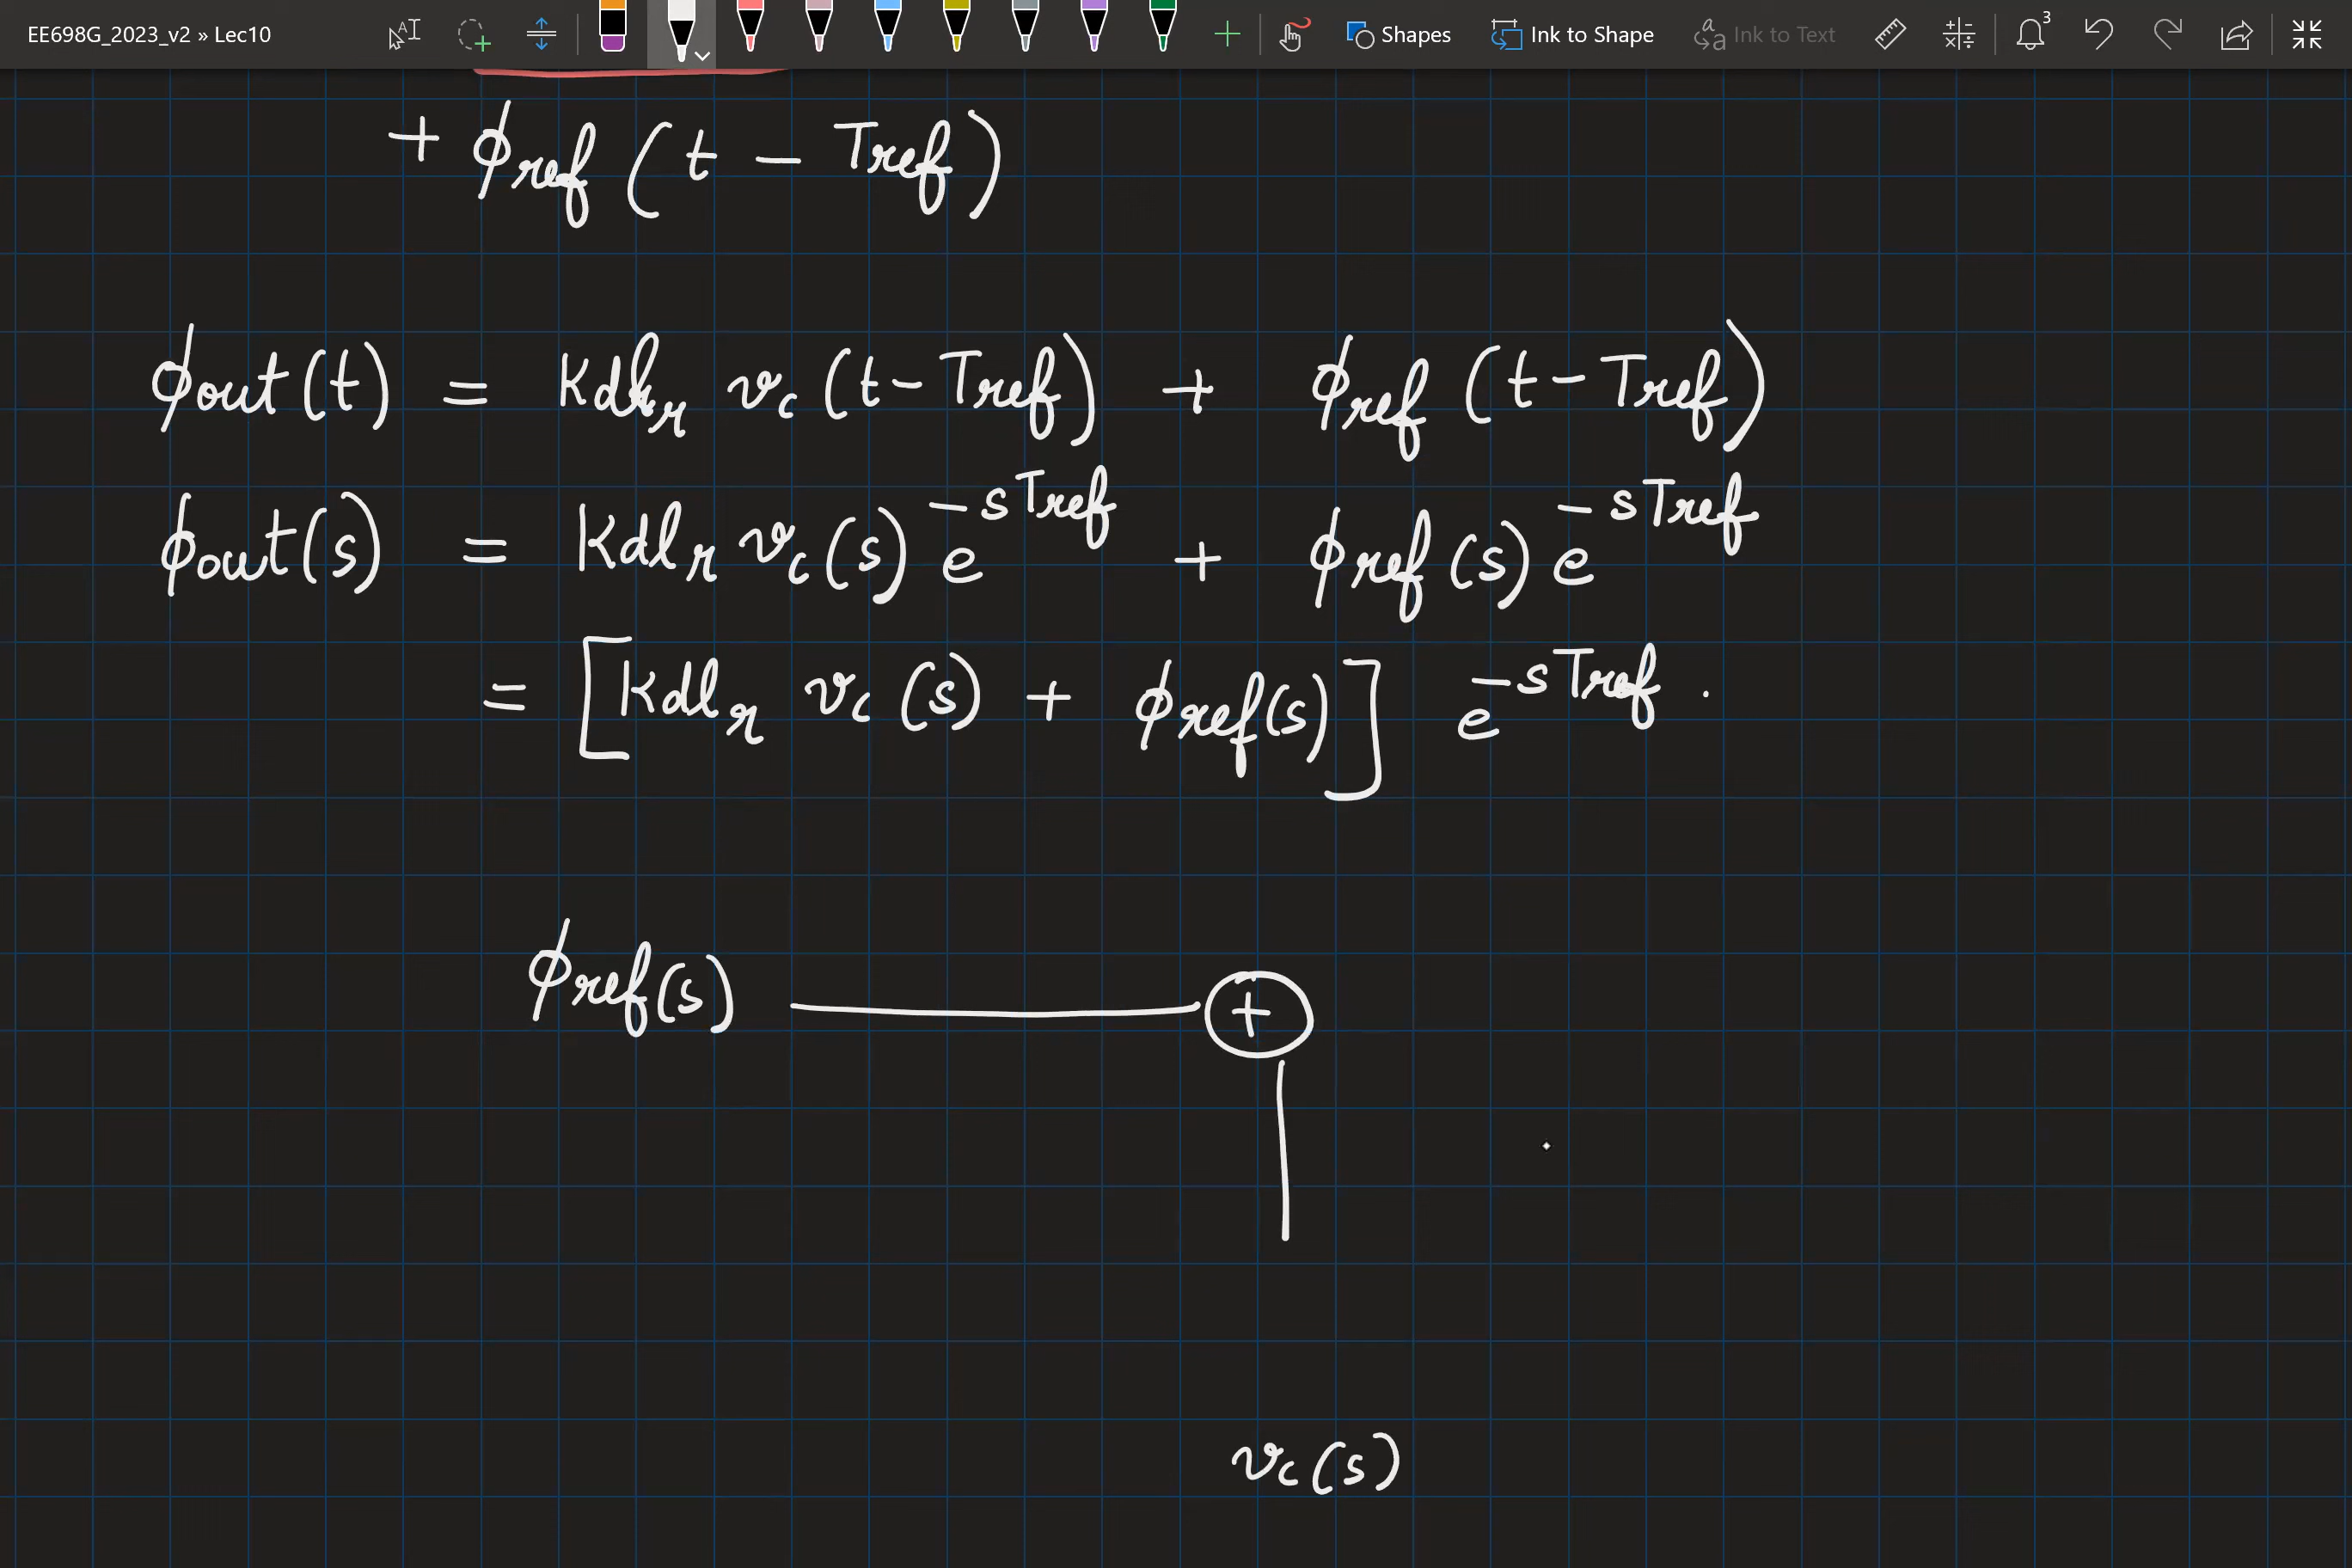 EE698G_2023_v2 » Lec10 Shapes Ink to Shape Ink to Text 3
+ ϕref (t − Tref)
ϕout(t) = Kdlr vc (t − Tref) + ϕref (t − Tref)
ϕout(s) = Kdlr vc(s) e^{−sTref} + ϕref(s) e^{−sTref}
= [Kdlr vc(s) + ϕref(s)] e^{−sTref} .
ϕref(s) +
vc(s)